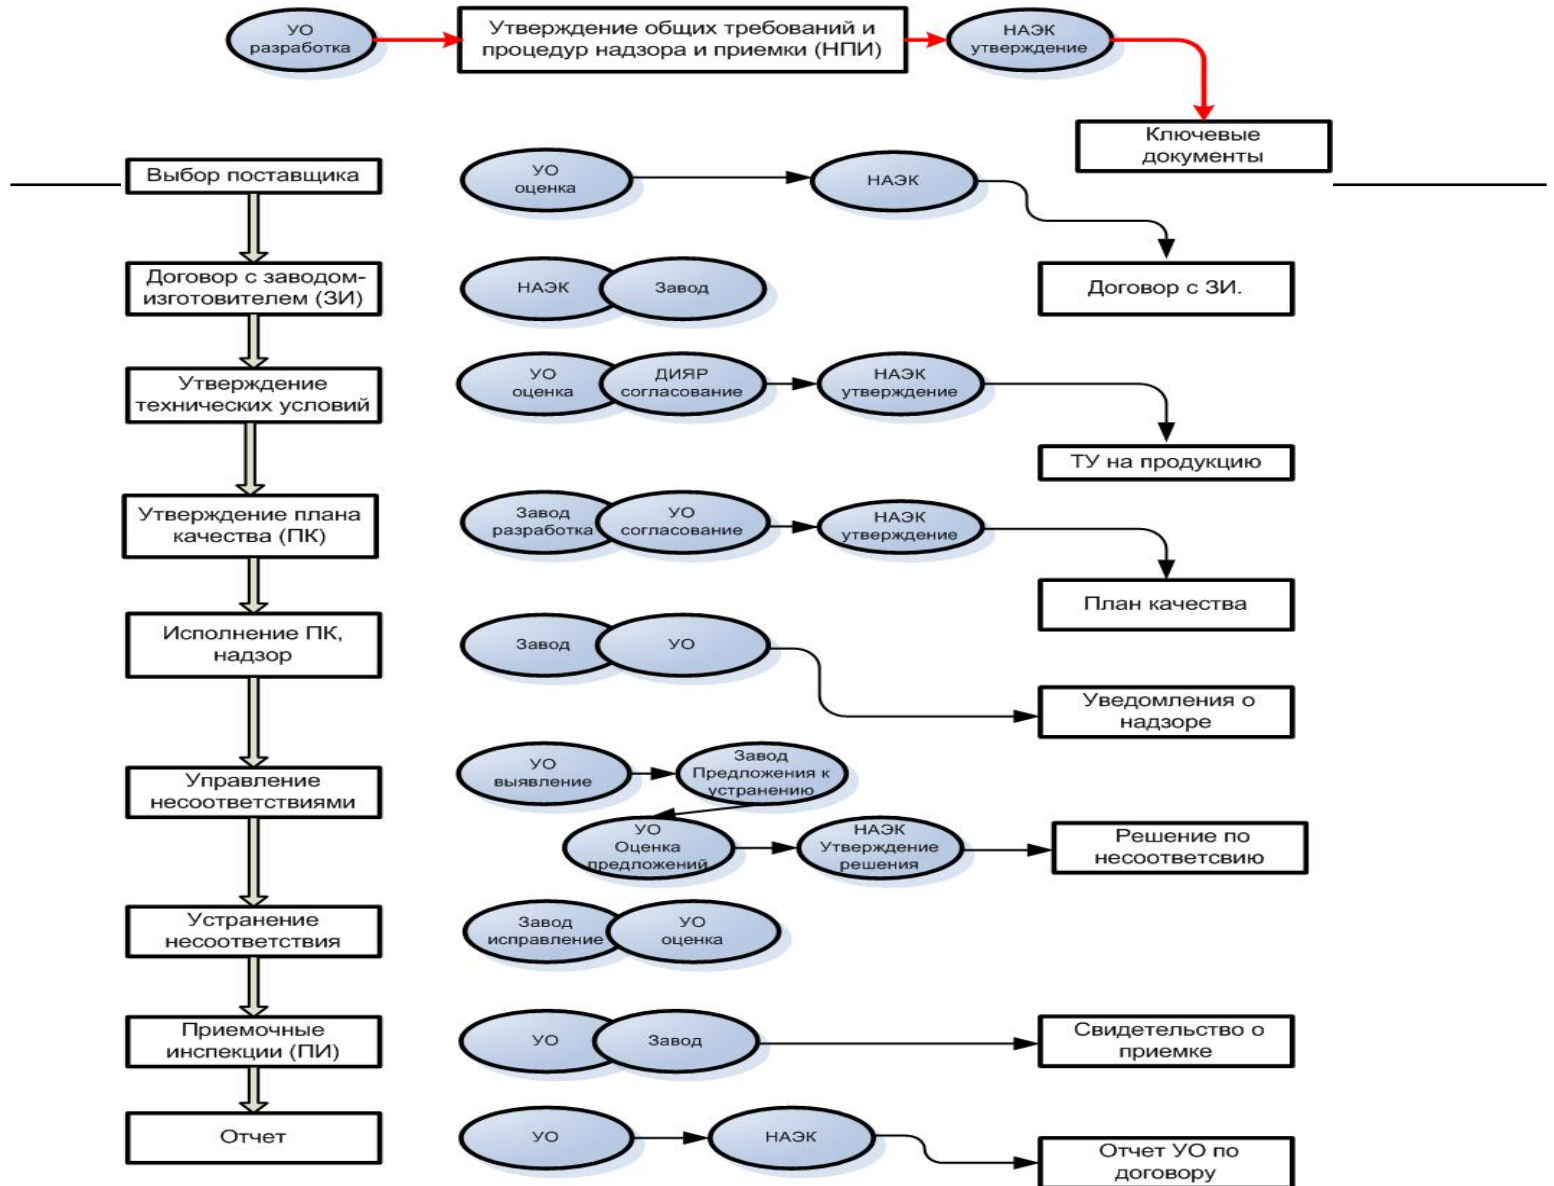 УО
разработка
Утверждение общих требований и
процедур надзора и приемки (НПИ)
НАЭК
утверждение
Ключевые
документы
Выбор поставщика
УО
оценка
НАЭК
Договор с заводом-
изготовителем (ЗИ)
НАЭК
Завод
Договор с ЗИ.
Утверждение
технических условий
УО
оценка
ДИЯР
согласование
НАЭК
утверждение
ТУ на продукцию
Утверждение плана
качества (ПК)
Завод
разработка
УО
согласование
НАЭК
утверждение
План качества
Исполнение ПК,
надзор
Завод
УО
Уведомления о
надзоре
Управление
несоответствиями
УО
выявление
Завод
Предложения к
устранению
УО
Оценка
предложений
НАЭК
Утверждение
решения
Решение по
несоответсвию
Устранение
несоответствия
Завод
исправление
УО
оценка
Приемочные
инспекции (ПИ)
УО
Завод
Свидетельство о
приемке
Отчет
УО
НАЭК
Отчет УО по
договору